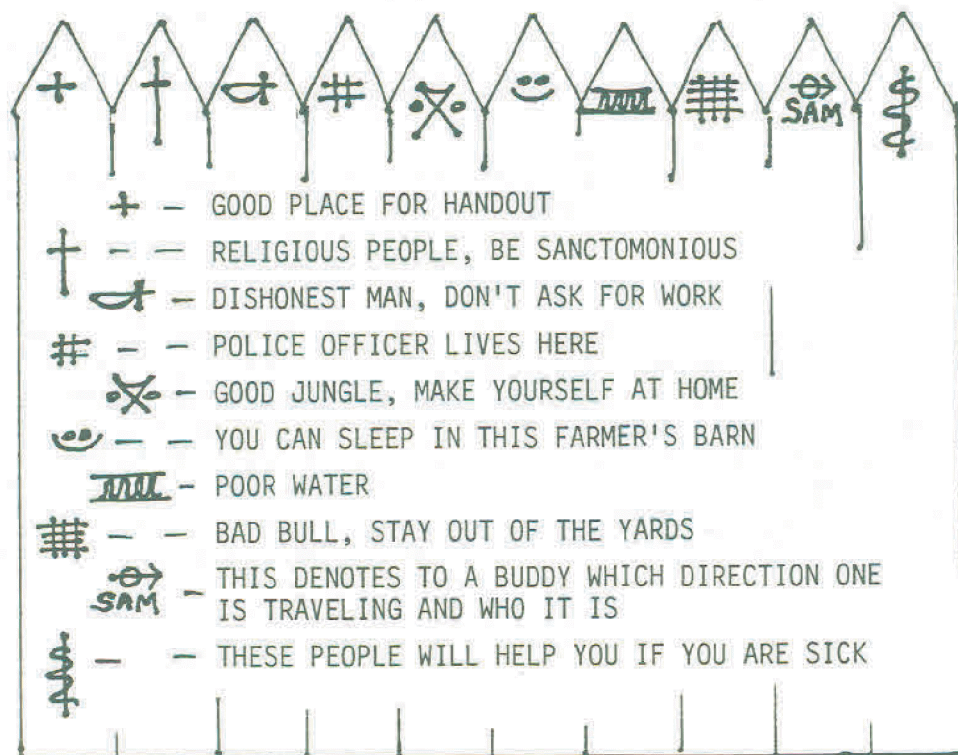 SAM
GOOD PLACE FOR HANDOUT
RELIGIOUS PEOPLE, BE SANCTOMONIOUS
DISHONEST MAN, DON'T ASK FOR WORK
POLICE OFFICER LIVES HERE
GOOD JUNGLE, MAKE YOURSELF AT HOME
YOU CAN SLEEP IN THIS FARMER'S BARN
POOR WATER
BAD BULL, STAY OUT OF THE YARDS
SAM – THIS DENOTES TO A BUDDY WHICH DIRECTION ONE
IS TRAVELING AND WHO IT IS
THESE PEOPLE WILL HELP YOU IF YOU ARE SICK